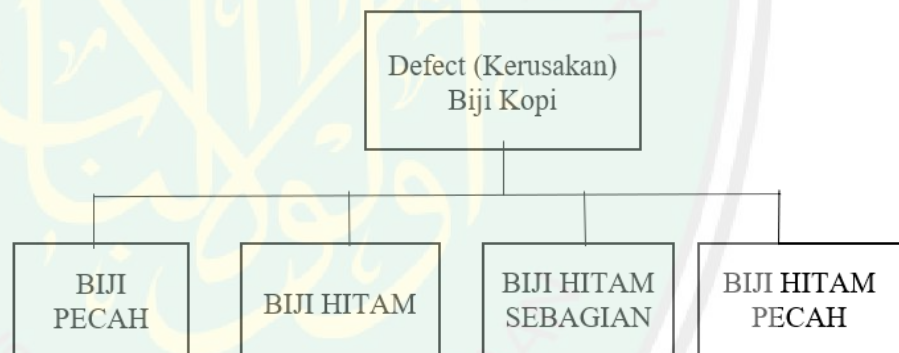 Defect (Kerusakan)
Biji Kopi
BIJI
PECAH
BIJI HITAM
BIJI HITAM
SEBAGIAN
BIJI HITAM
PECAH